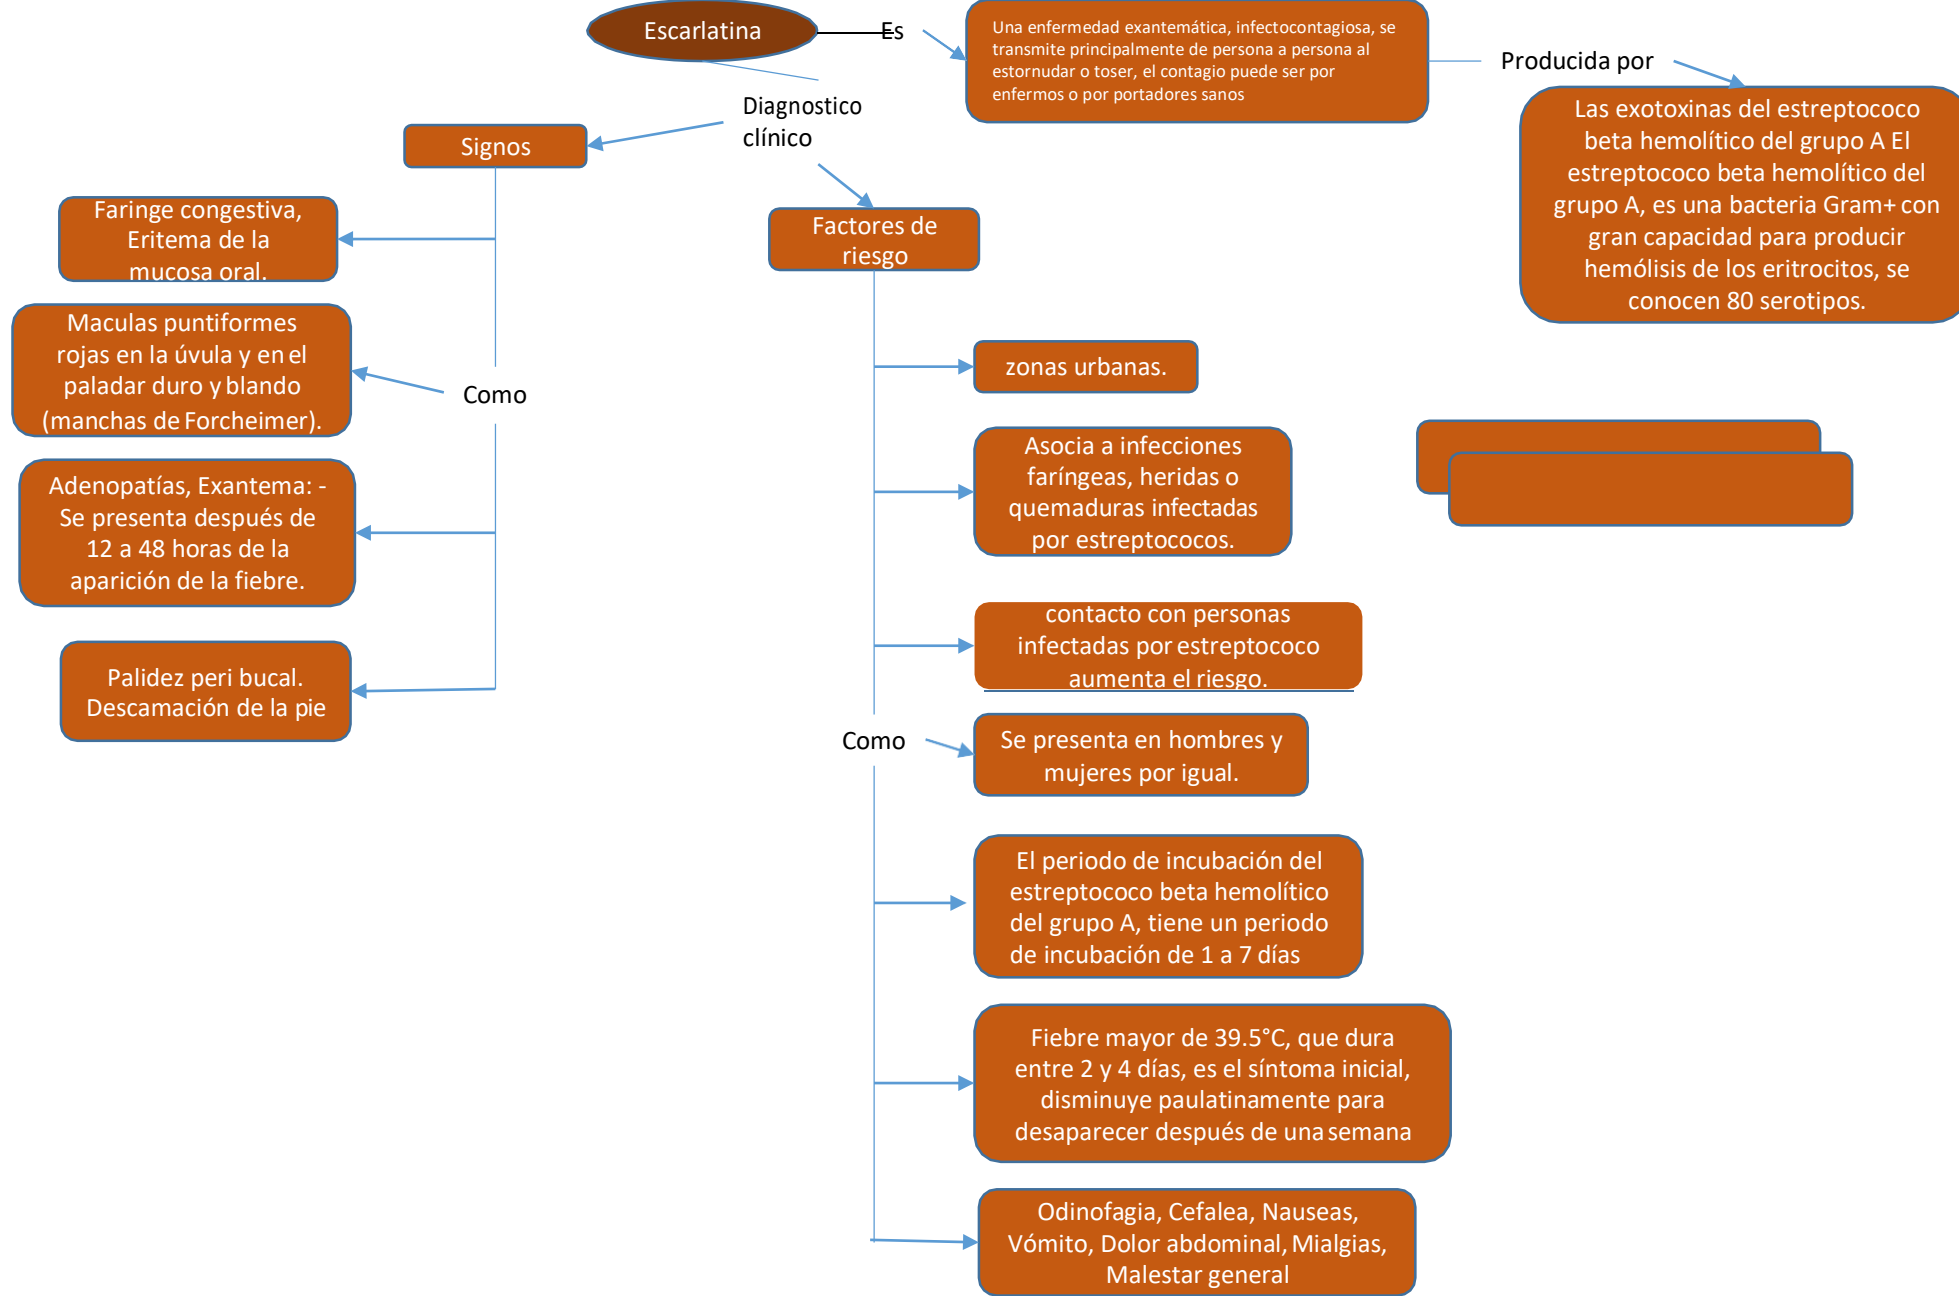 Escarlatina
Es
Una enfermedad exantemática, infectocontagiosa, se
transmite principalmente de persona a persona al
estornudar o toser, el contagio puede ser por
enfermos o por portadores sanos
Producida por
Las exotoxinas del estreptococo
beta hemolítico del grupo A El
estreptococo beta hemolítico del
grupo A, es una bacteria Gram+ con
gran capacidad para producir
hemólisis de los eritrocitos, se
conocen 80 serotipos.
Diagnostico
clínico
Signos
Faringe congestiva,
Eritema de la
mucosa oral.
Maculas puntiformes
rojas en la úvula y en el
paladar duro y blando
(manchas de Forcheimer).
Como
Adenopatías, Exantema: -
Se presenta después de
12 a 48 horas de la
aparición de la fiebre.
Palidez peri bucal.
Descamación de la pie
Factores de
riesgo
zonas urbanas.
Asocia a infecciones
faríngeas, heridas o
quemaduras infectadas
por estreptococos.
contacto con personas
infectadas por estreptococo
aumenta el riesgo.
Como
Se presenta en hombres y
mujeres por igual.
El periodo de incubación del
estreptococo beta hemolítico
del grupo A, tiene un periodo
de incubación de 1 a 7 días
Fiebre mayor de 39.5°C, que dura
entre 2 y 4 días, es el síntoma inicial,
disminuye paulatinamente para
desaparecer después de una semana
Odinofagia, Cefalea, Nauseas,
Vómito, Dolor abdominal, Mialgias,
Malestar general